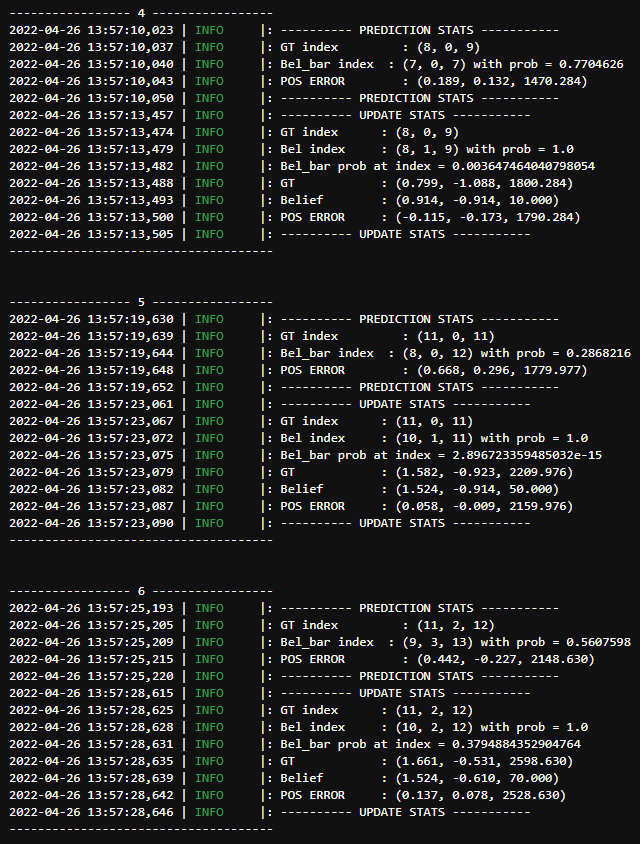 ----------------- 4 -----------------
2022-04-26 13:57:10,023 | INFO     |: ---------- PREDICTION STATS -----------
2022-04-26 13:57:10,037 | INFO     |: GT index         : (8, 0, 9)
2022-04-26 13:57:10,040 | INFO     |: Bel_bar index  : (7, 0, 7) with prob = 0.7704626
2022-04-26 13:57:10,043 | INFO     |: POS ERROR        : (0.189, 0.132, 1470.284)
2022-04-26 13:57:10,050 | INFO     |: ---------- PREDICTION STATS -----------
2022-04-26 13:57:13,457 | INFO     |: ---------- UPDATE STATS -----------
2022-04-26 13:57:13,474 | INFO     |: GT index      : (8, 0, 9)
2022-04-26 13:57:13,479 | INFO     |: Bel index     : (8, 1, 9) with prob = 1.0
2022-04-26 13:57:13,482 | INFO     |: Bel_bar prob at index = 0.003647464040798054
2022-04-26 13:57:13,488 | INFO     |: GT            : (0.799, -1.088, 1800.284)
2022-04-26 13:57:13,493 | INFO     |: Belief        : (0.914, -0.914, 10.000)
2022-04-26 13:57:13,500 | INFO     |: POS ERROR     : (-0.115, -0.173, 1790.284)
2022-04-26 13:57:13,505 | INFO     |: ---------- UPDATE STATS -----------
-------------------------------------
----------------- 5 -----------------
2022-04-26 13:57:19,630 | INFO     |: ---------- PREDICTION STATS -----------
2022-04-26 13:57:19,639 | INFO     |: GT index         : (11, 0, 11)
2022-04-26 13:57:19,644 | INFO     |: Bel_bar index  : (8, 0, 12) with prob = 0.2868216
2022-04-26 13:57:19,648 | INFO     |: POS ERROR        : (0.668, 0.296, 1779.977)
2022-04-26 13:57:19,652 | INFO     |: ---------- PREDICTION STATS -----------
2022-04-26 13:57:23,061 | INFO     |: ---------- UPDATE STATS -----------
2022-04-26 13:57:23,067 | INFO     |: GT index      : (11, 0, 11)
2022-04-26 13:57:23,072 | INFO     |: Bel index     : (10, 1, 11) with prob = 1.0
2022-04-26 13:57:23,075 | INFO     |: Bel_bar prob at index = 2.896723359485032e-15
2022-04-26 13:57:23,079 | INFO     |: GT            : (1.582, -0.923, 2209.976)
2022-04-26 13:57:23,082 | INFO     |: Belief        : (1.524, -0.914, 50.000)
2022-04-26 13:57:23,087 | INFO     |: POS ERROR     : (0.058, -0.009, 2159.976)
2022-04-26 13:57:23,090 | INFO     |: ---------- UPDATE STATS -----------
-------------------------------------
----------------- 6 -----------------
2022-04-26 13:57:25,193 | INFO     |: ---------- PREDICTION STATS -----------
2022-04-26 13:57:25,205 | INFO     |: GT index         : (11, 2, 12)
2022-04-26 13:57:25,209 | INFO     |: Bel_bar index  : (9, 3, 13) with prob = 0.5607598
2022-04-26 13:57:25,215 | INFO     |: POS ERROR        : (0.442, -0.227, 2148.630)
2022-04-26 13:57:25,220 | INFO     |: ---------- PREDICTION STATS -----------
2022-04-26 13:57:28,615 | INFO     |: ---------- UPDATE STATS -----------
2022-04-26 13:57:28,625 | INFO     |: GT index      : (11, 2, 12)
2022-04-26 13:57:28,628 | INFO     |: Bel index     : (10, 2, 12) with prob = 1.0
2022-04-26 13:57:28,631 | INFO     |: Bel_bar prob at index = 0.3794884352904764
2022-04-26 13:57:28,635 | INFO     |: GT            : (1.661, -0.531, 2598.630)
2022-04-26 13:57:28,639 | INFO     |: Belief        : (1.524, -0.610, 70.000)
2022-04-26 13:57:28,642 | INFO     |: POS ERROR     : (0.137, 0.078, 2528.630)
2022-04-26 13:57:28,646 | INFO     |: ---------- UPDATE STATS -----------
-------------------------------------